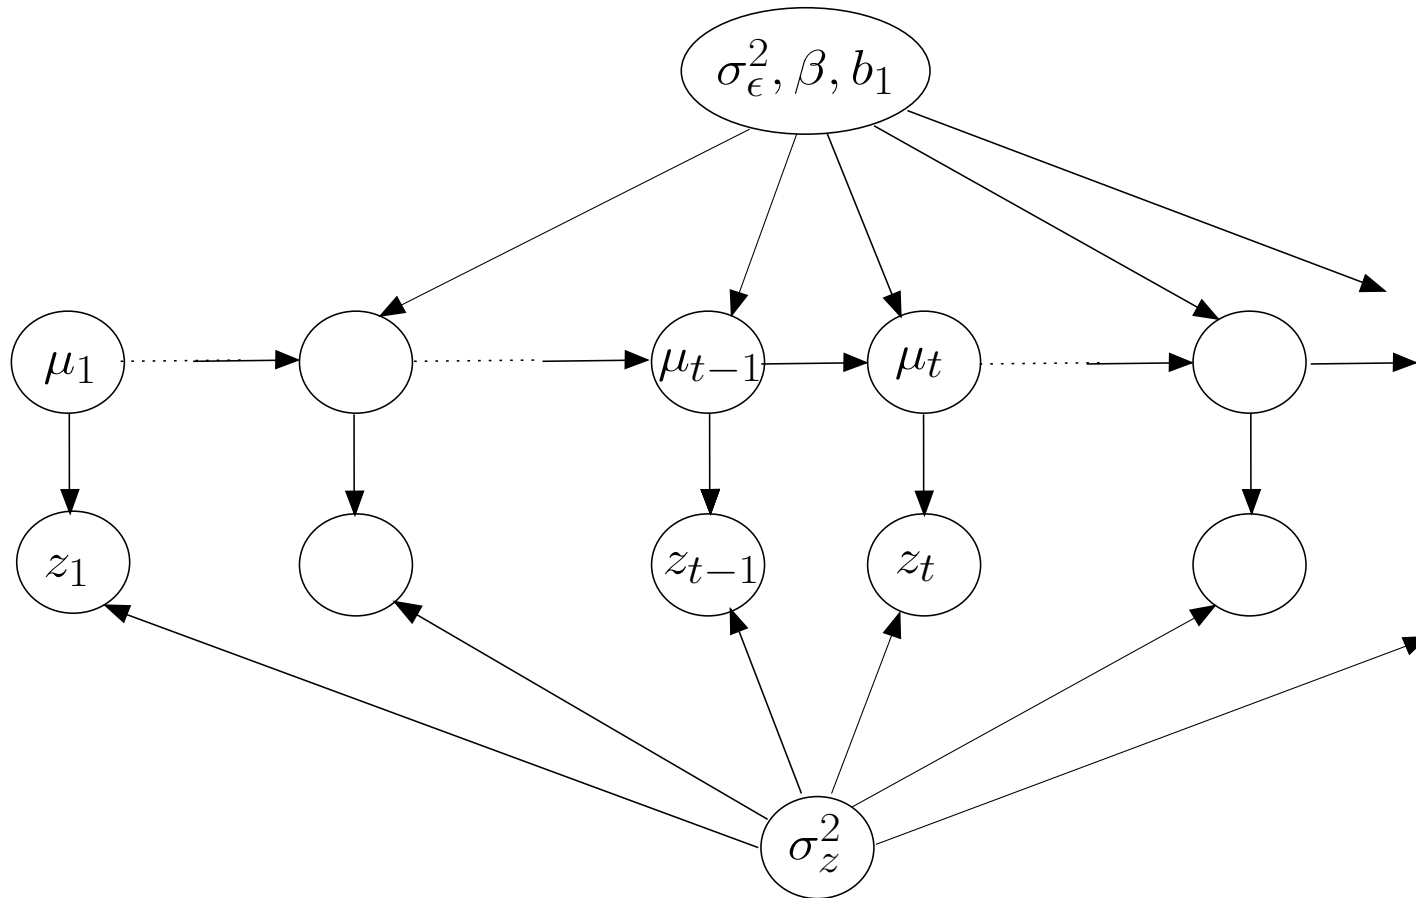 σ²_ϵ, β, b₁
μ₁ μ_{t−1} μ_t
z₁ z_{t−1} z_t
σ²_z